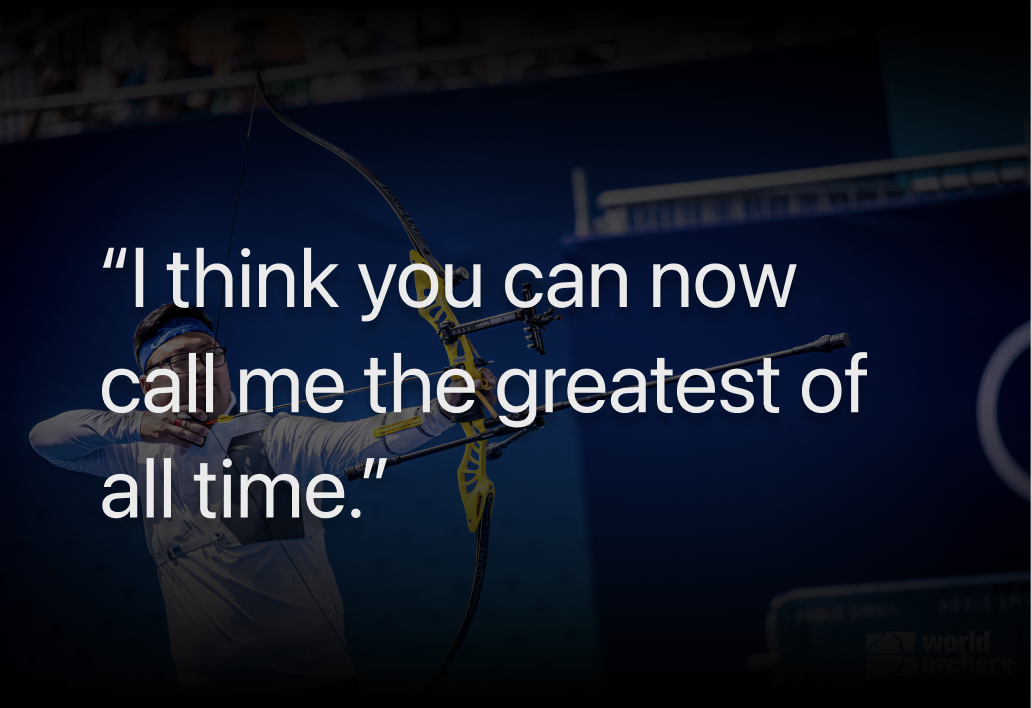 “I think you can now
call me the greatest of
all time.”
world
archery